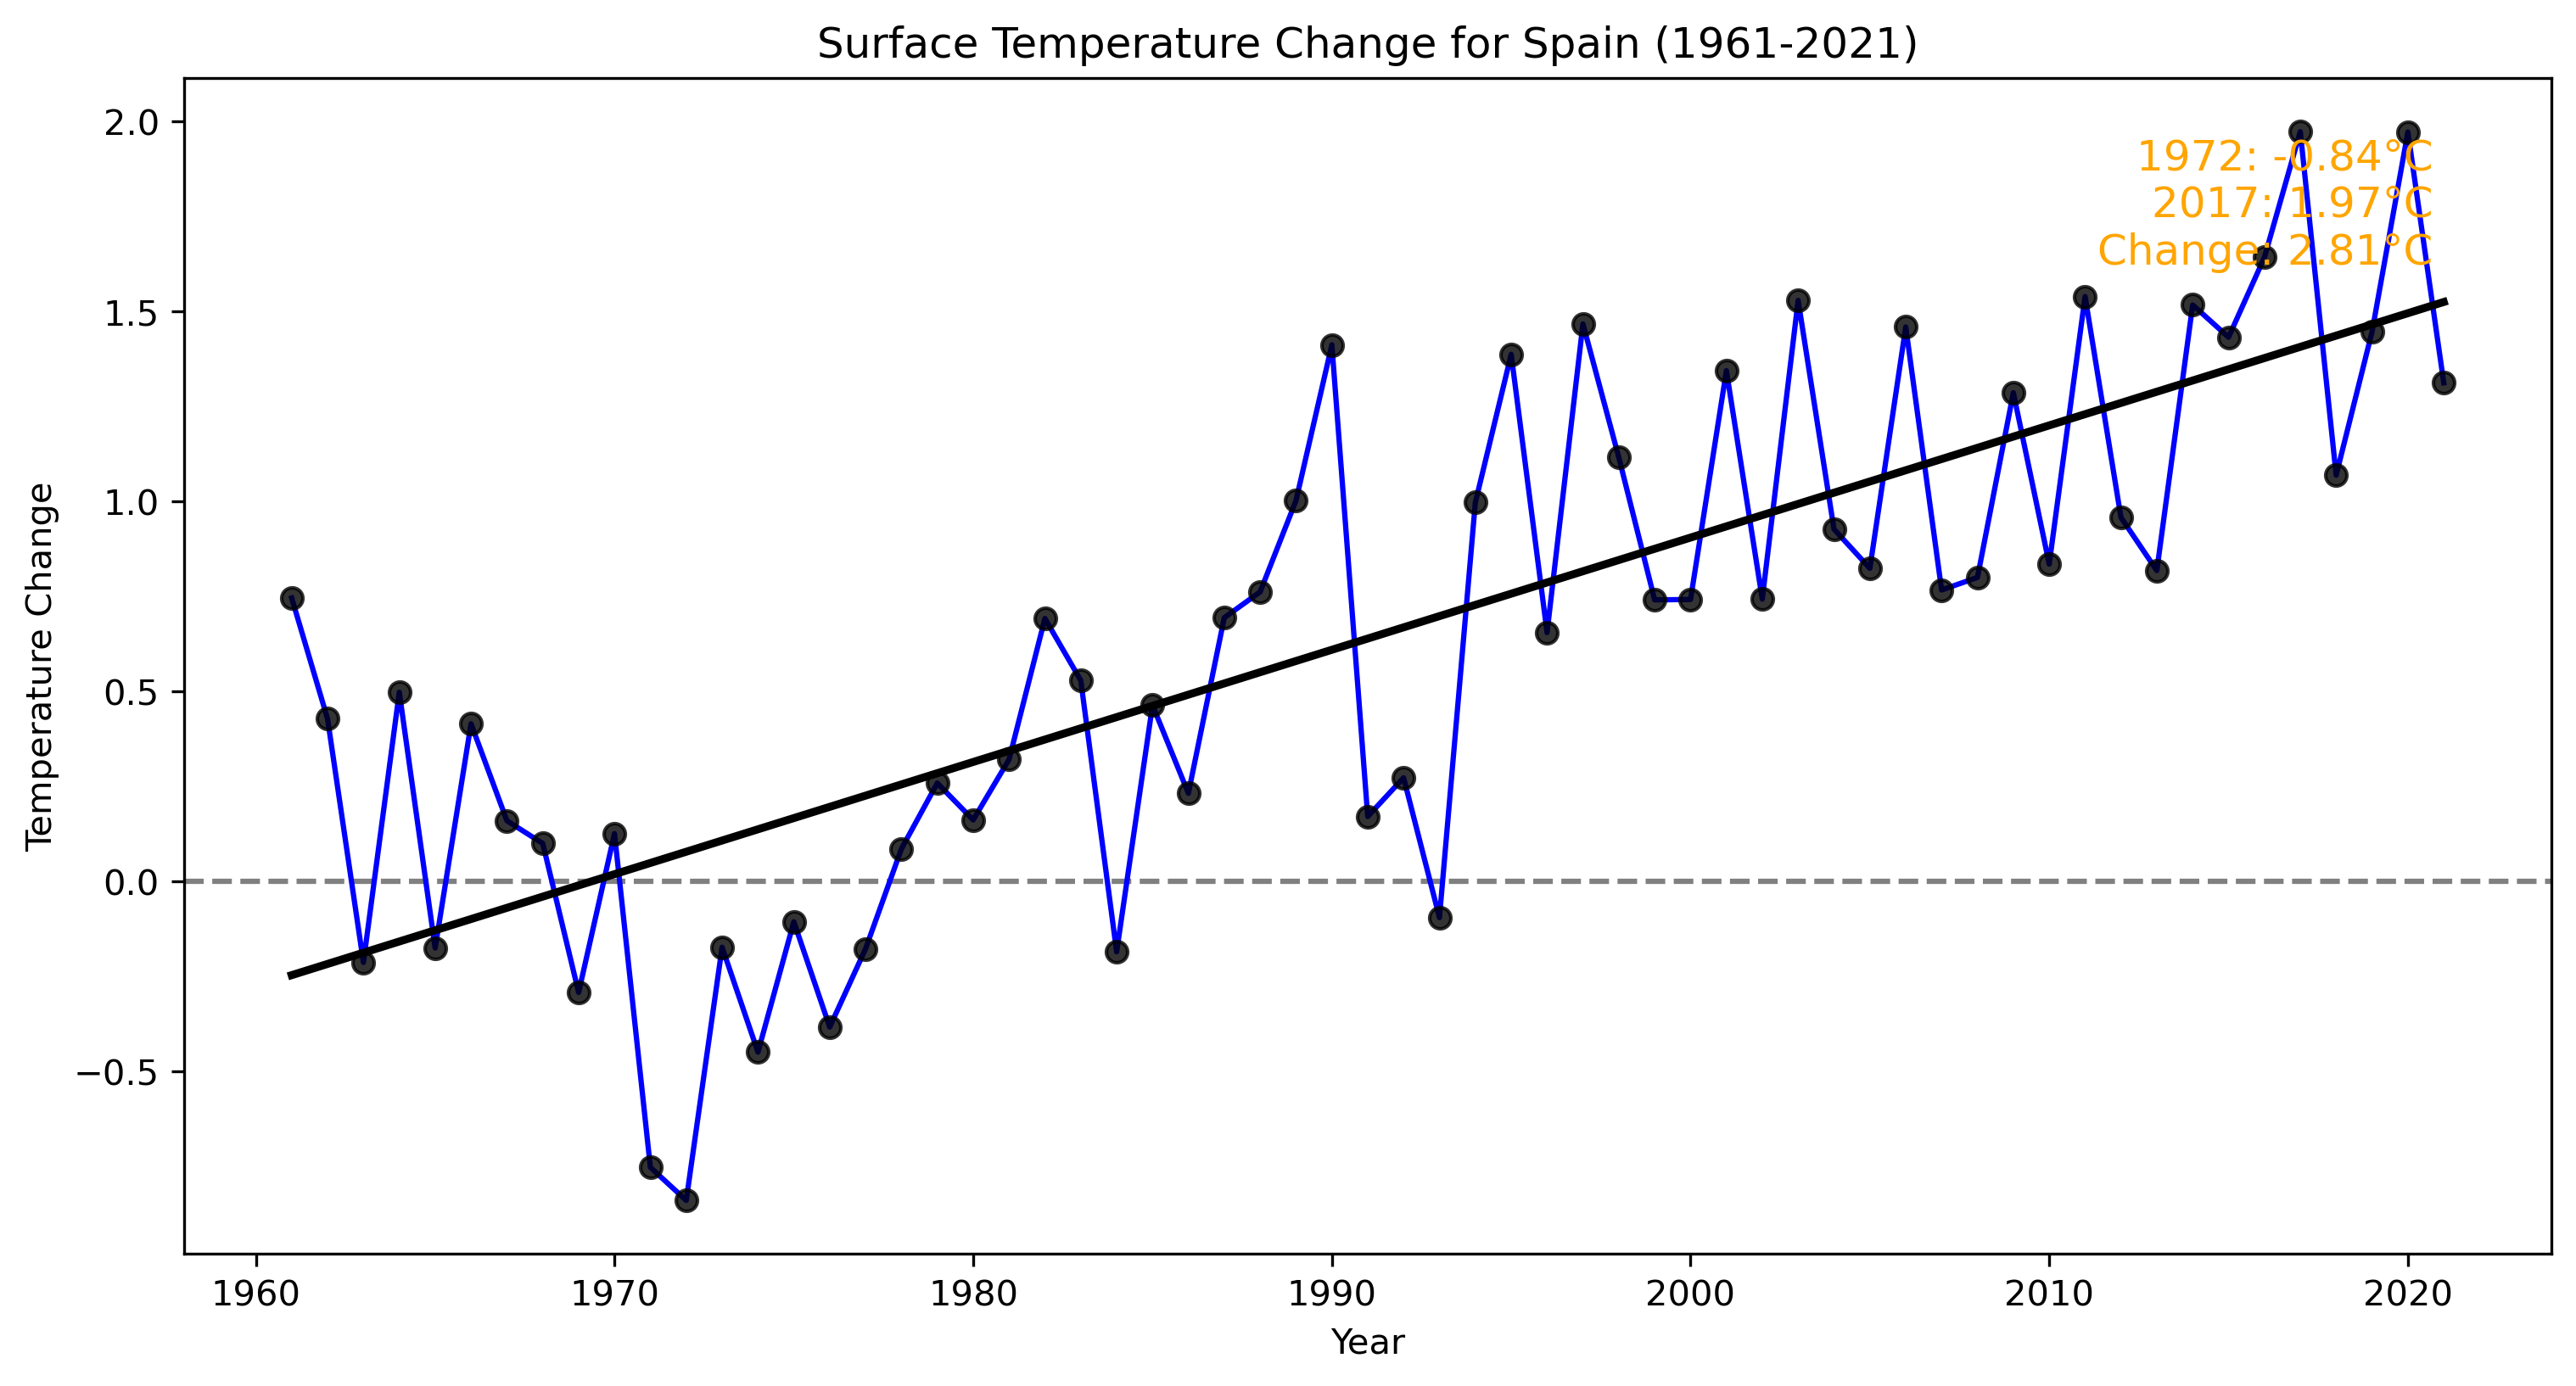 Surface Temperature Change for Spain (1961-2021)
2.0
1.5
1.0
0.5
0.0
−0.5
Temperature Change
1972: -0.84°C
2017: 1.97°C
Change: 2.81°C
1960 1970 1980 1990 2000 2010 2020
Year